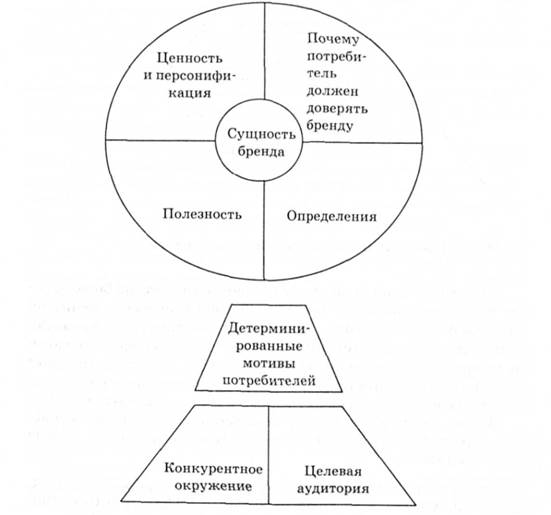 Ценность
и персонифи-
кация
Почему
потреби-
тель
должен
доверять
бренду
Сущность
бренда
Полезность
Определения
Детермини-
рованные
мотивы
потребителей
Конкурентное
окружение
Целевая
аудитория